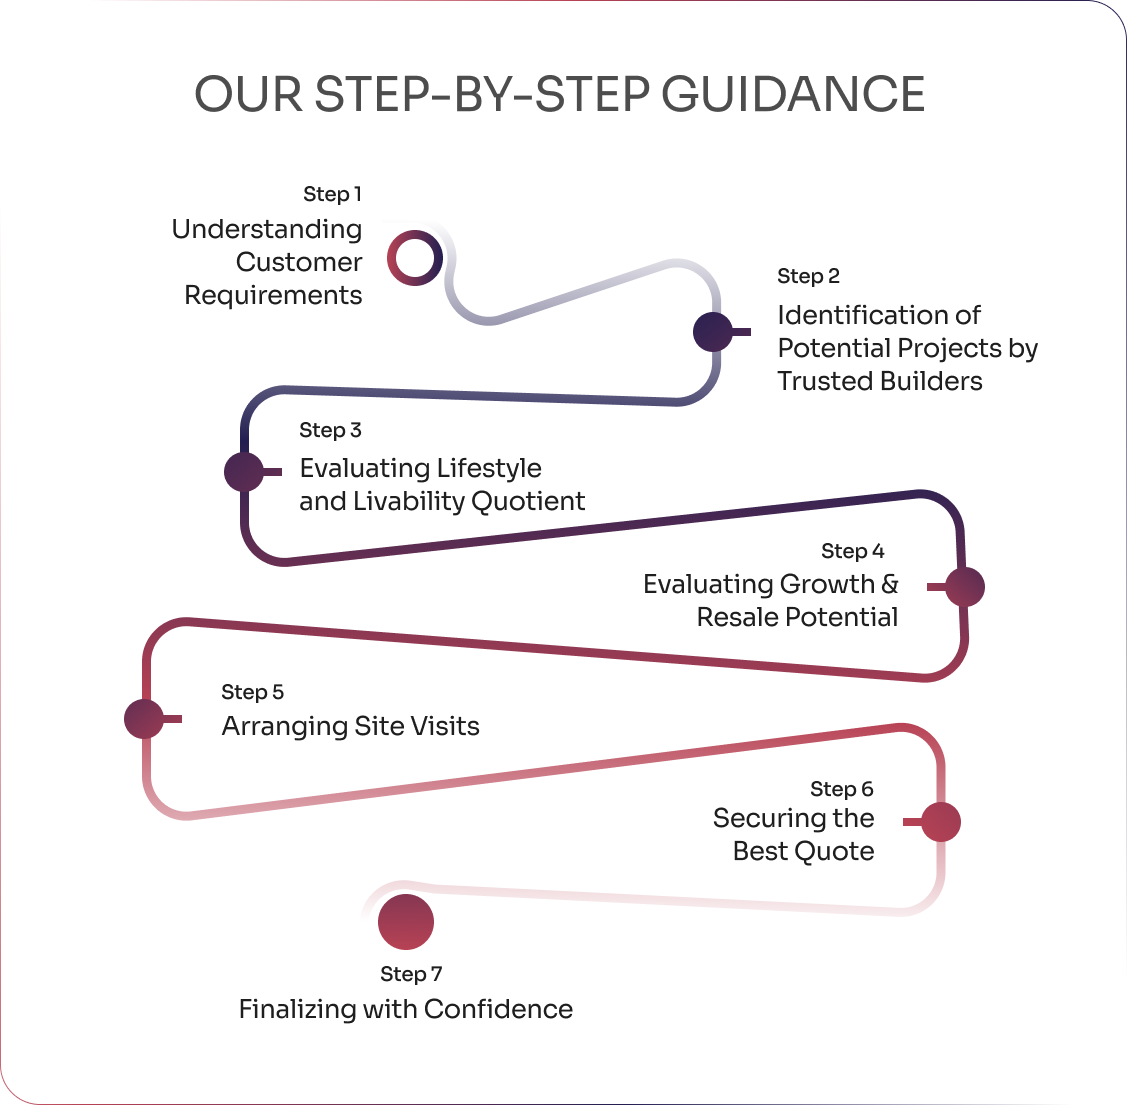 OUR STEP-BY-STEP GUIDANCE
Step 1
Understanding
Customer
Requirements
Step 2
Identification of
Potential Projects by
Trusted Builders
Step 3
Evaluating Lifestyle
and Livability Quotient
Step 4
Evaluating Growth &
Resale Potential
Step 5
Arranging Site Visits
Step 6
Securing the
Best Quote
Step 7
Finalizing with Confidence